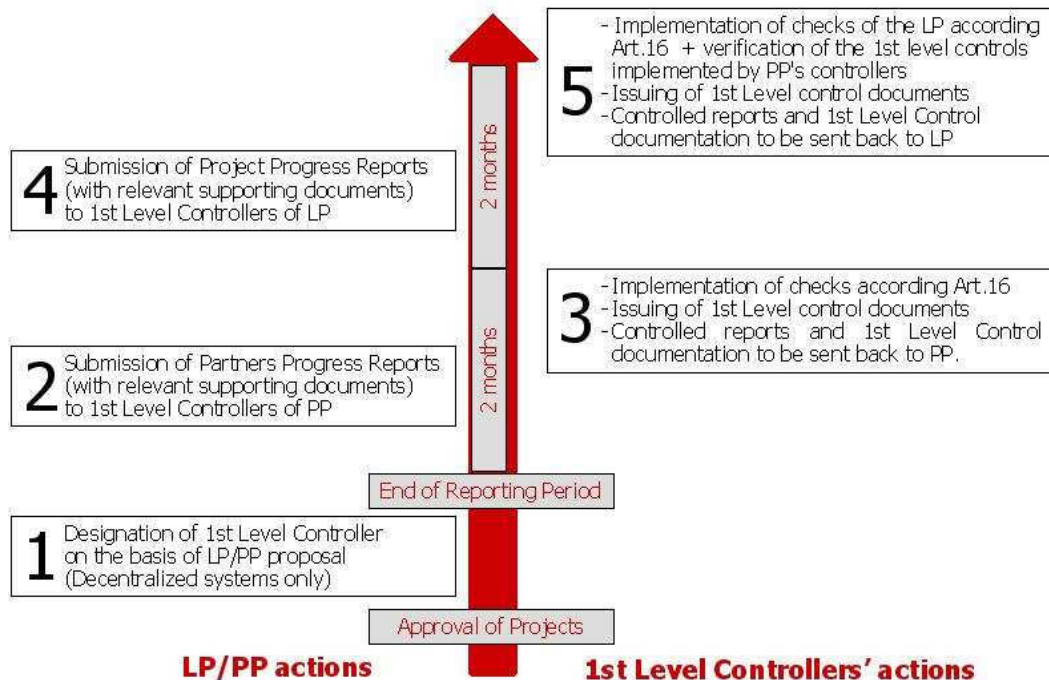 - Implementation of checks of the LP according
Art.16 + verification of the 1st level controls
implemented by PP's controllers
- Issuing of 1st Level control documents
- Controlled reports and 1st Level Control
documentation to be sent back to LP
5
2 months
4
Submission of Project Progress Reports
(with relevant supporting documents)
to 1st Level Controllers of LP
3
- Implementation of checks according Art.16
- Issuing of 1st Level control documents
- Controlled reports and 1st Level Control
documentation to be sent back to PP.
2 months
2
Submission of Partners Progress Reports
(with relevant supporting documents)
to 1st Level Controllers of PP
End of Reporting Period
1
Designation of 1st Level Controller
on the basis of LP/PP proposal
(Decentralized systems only)
Approval of Projects
LP/PP actions
1st Level Controllers' actions